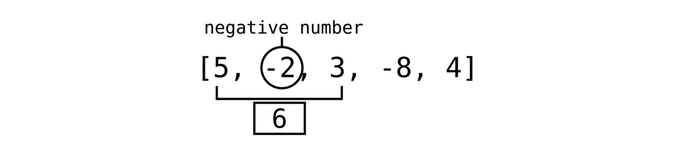 negative number
[5, -2, 3, -8, 4]
6